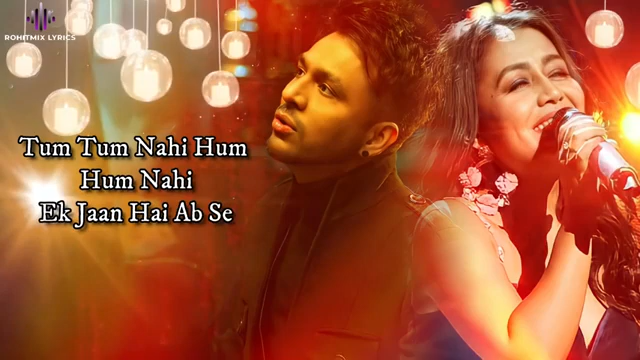 ROHITMIX LYRICS
Tum Tum Nahi Hum
Hum Nahi
Ek Jaan Hai Ab Se